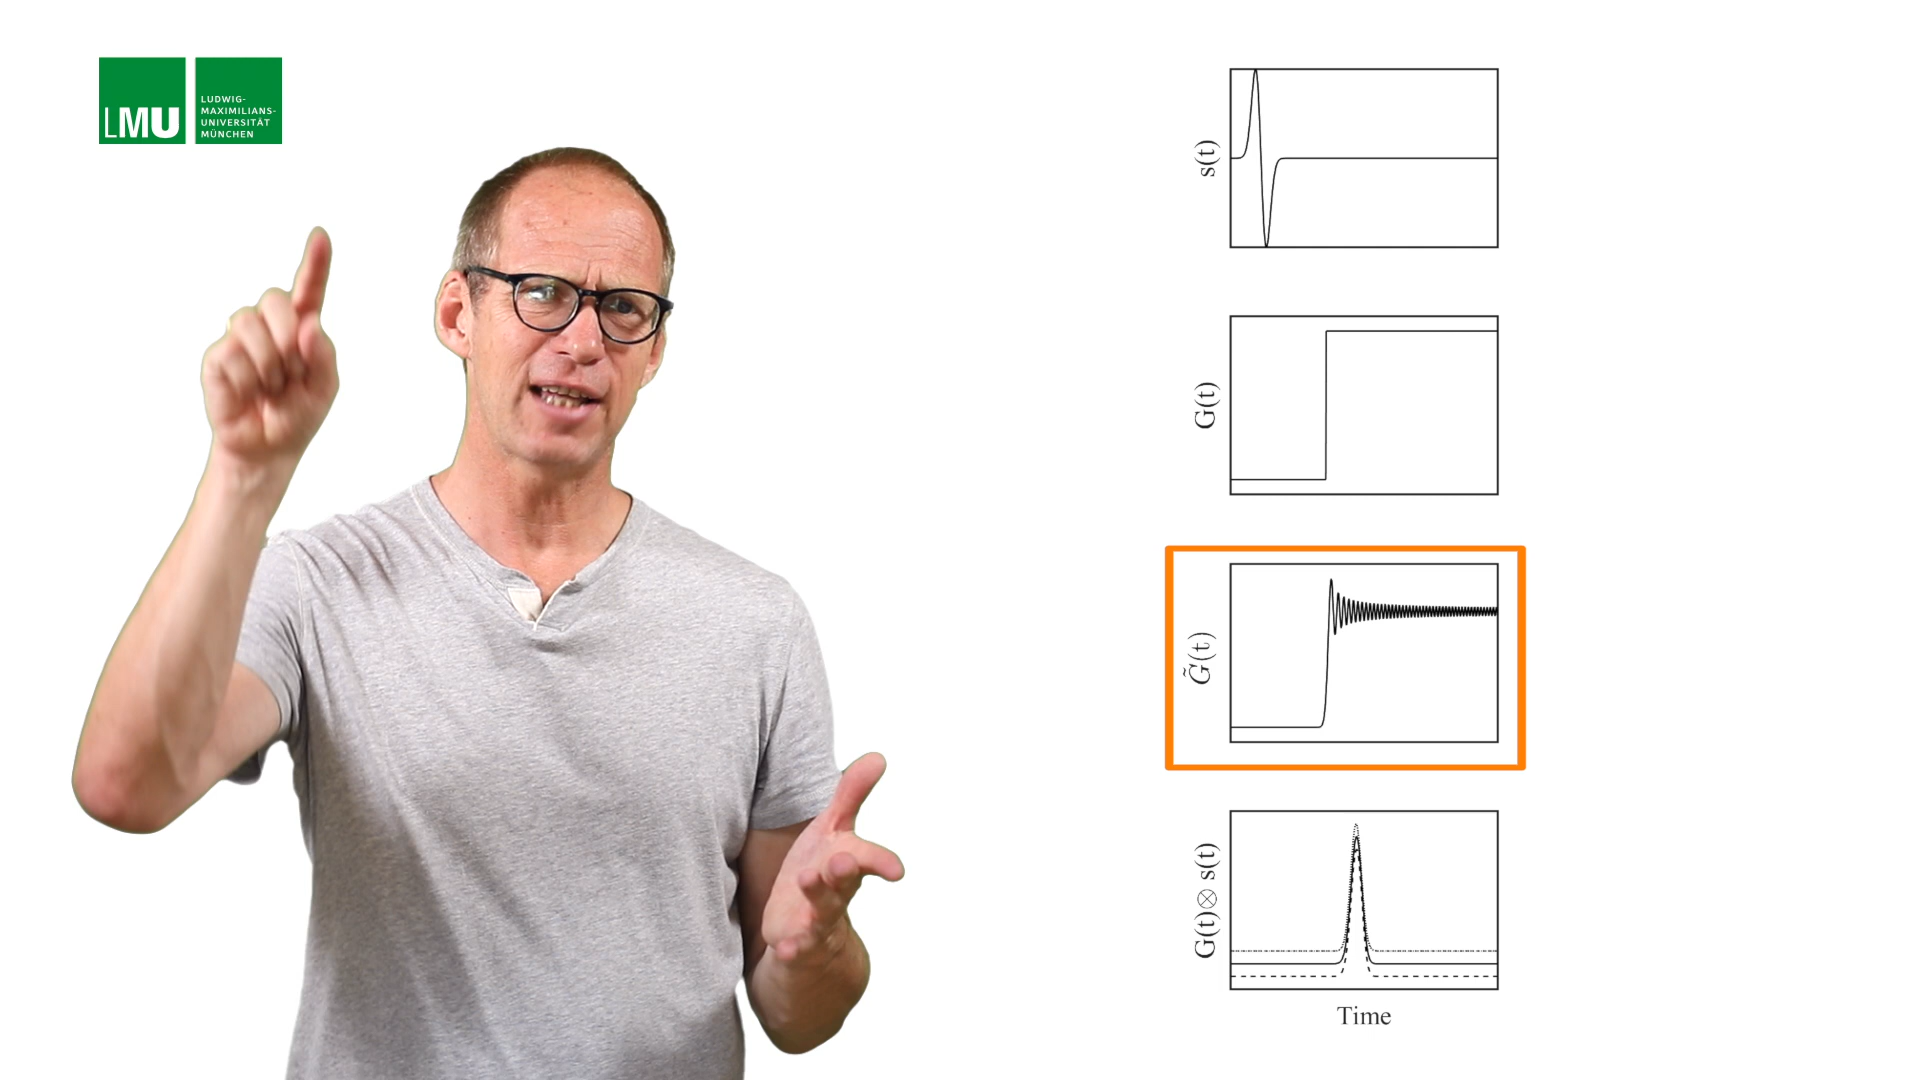 LMU
LUDWIG-
MAXIMILIANS-
UNIVERSITÄT
MÜNCHEN
s(t)
G(t)
G̃(t)
G(t)⊗ s(t)
Time